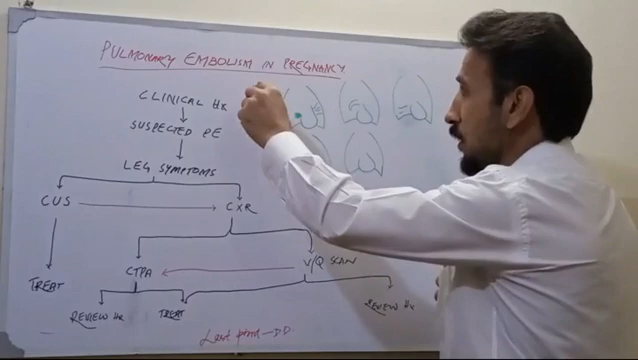 PULMONARY EMBOLISM IN PREGNANCY
CLINICAL Hx
SUSPECTED PE
LEG SYMPTOMS
CUS CXR
CTPA V/Q SCAN
TREAT
REVIEW Hx TREAT REVIEW Hx
DD